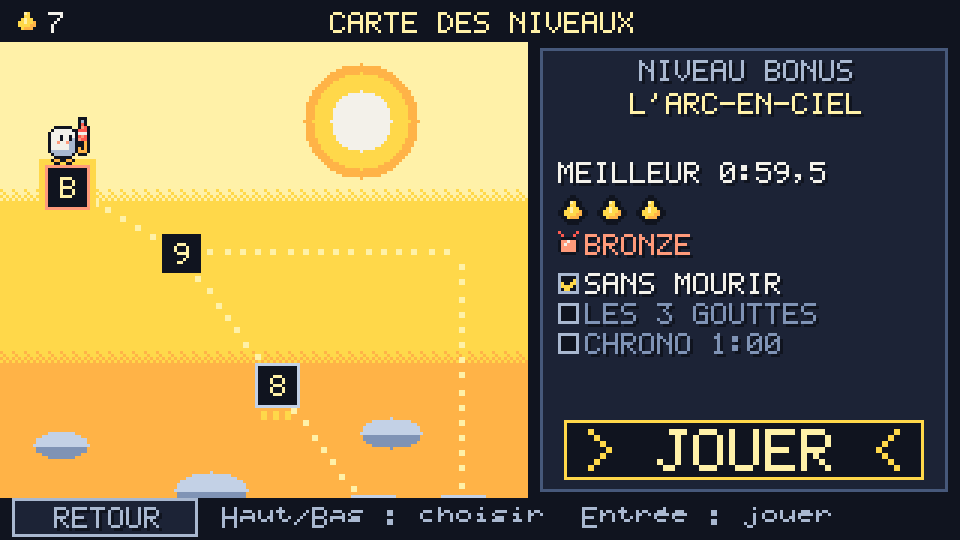 7
CARTE DES NIVEAUX
B
9
8
NIVEAU BONUS
L'ARC-EN-CIEL
MEILLEUR 0:59,5
BRONZE
SANS MOURIR
LES 3 GOUTTES
CHRONO 1:00
> JOUER <
RETOUR
Haut/Bas : choisir
Entrée : jouer